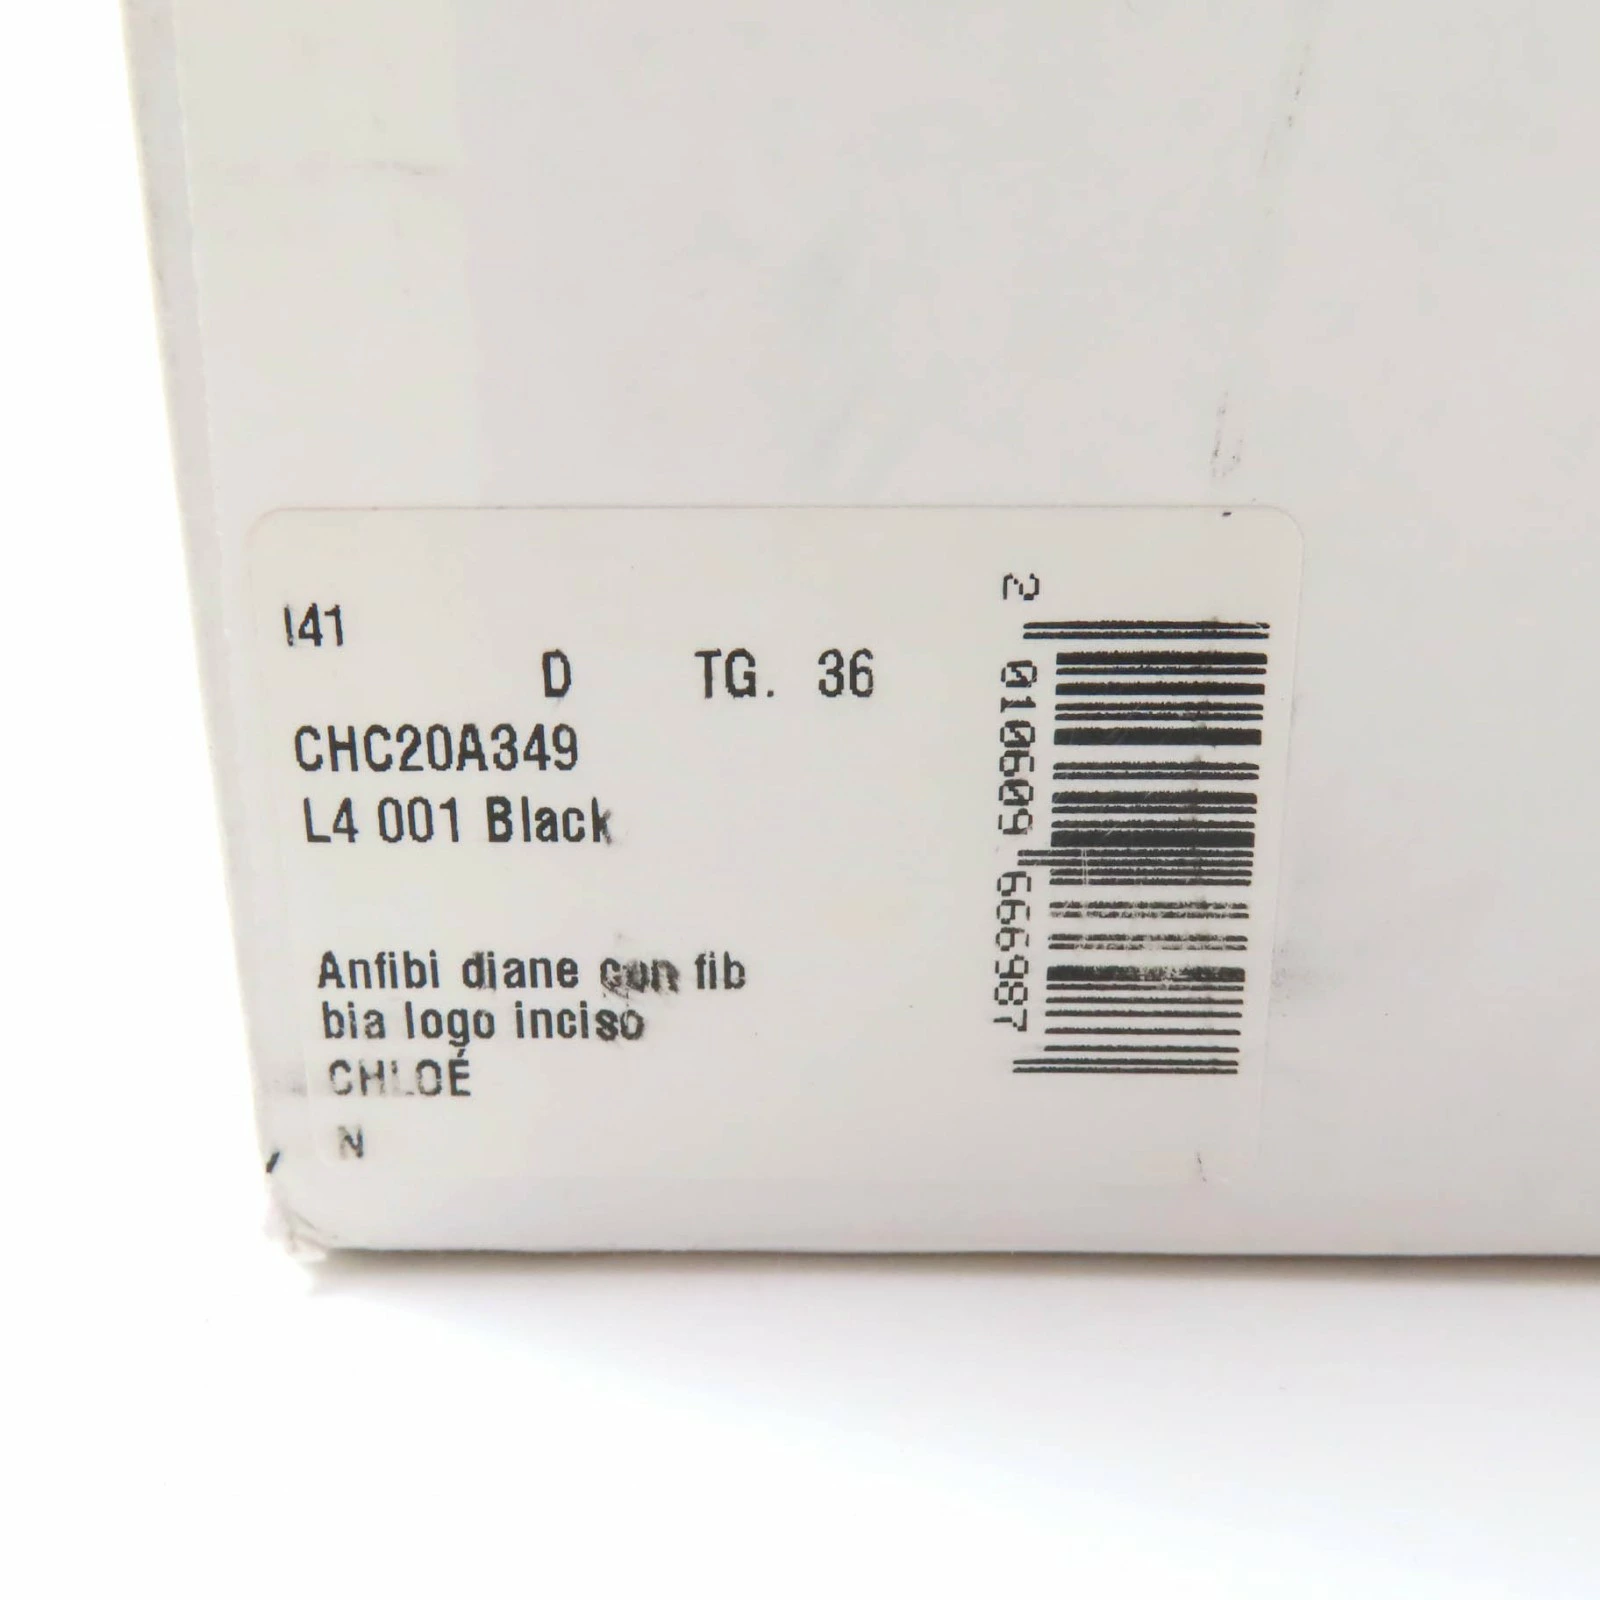 I41
D TG. 36
CHC20A349
L4 001 Black
Anfibi diane con fib
bia logo inciso
CHLOÉ
N
2 010609 666987